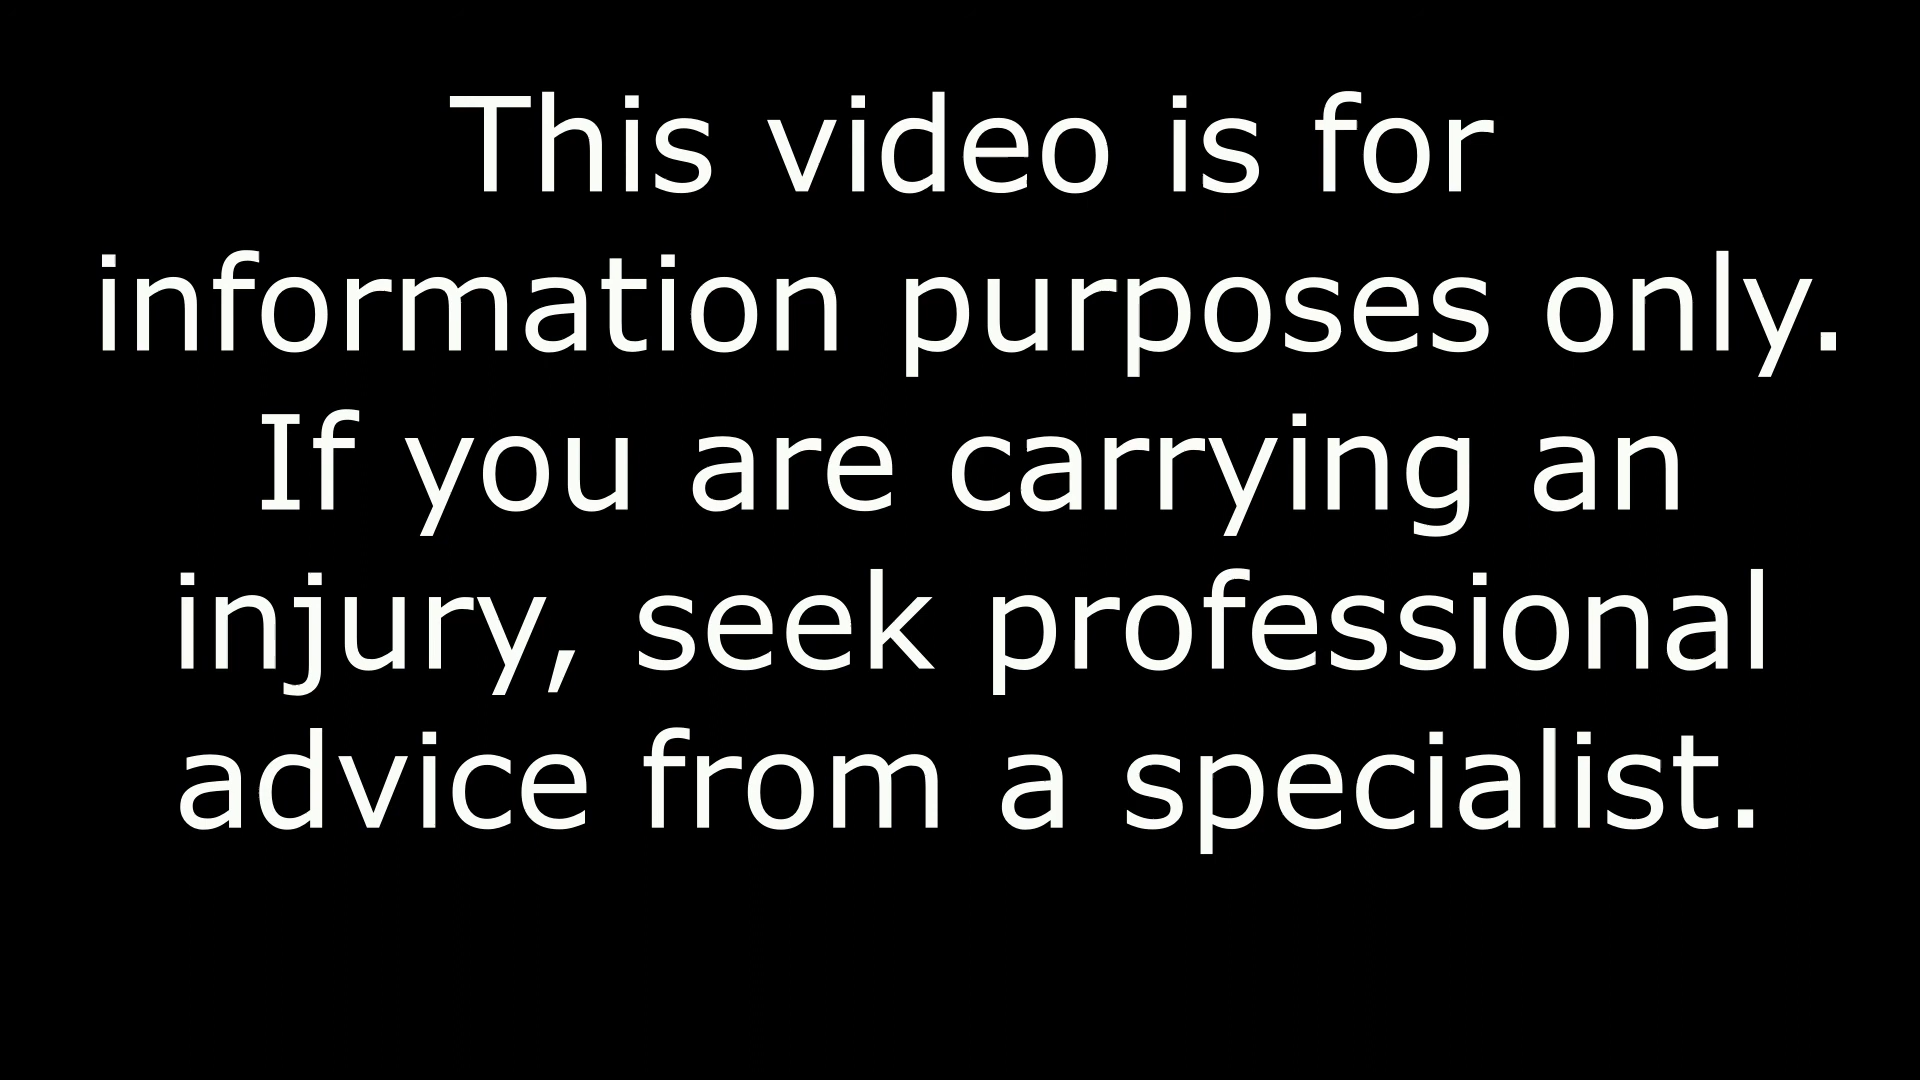 This video is for
information purposes only.
If you are carrying an
injury, seek professional
advice from a specialist.